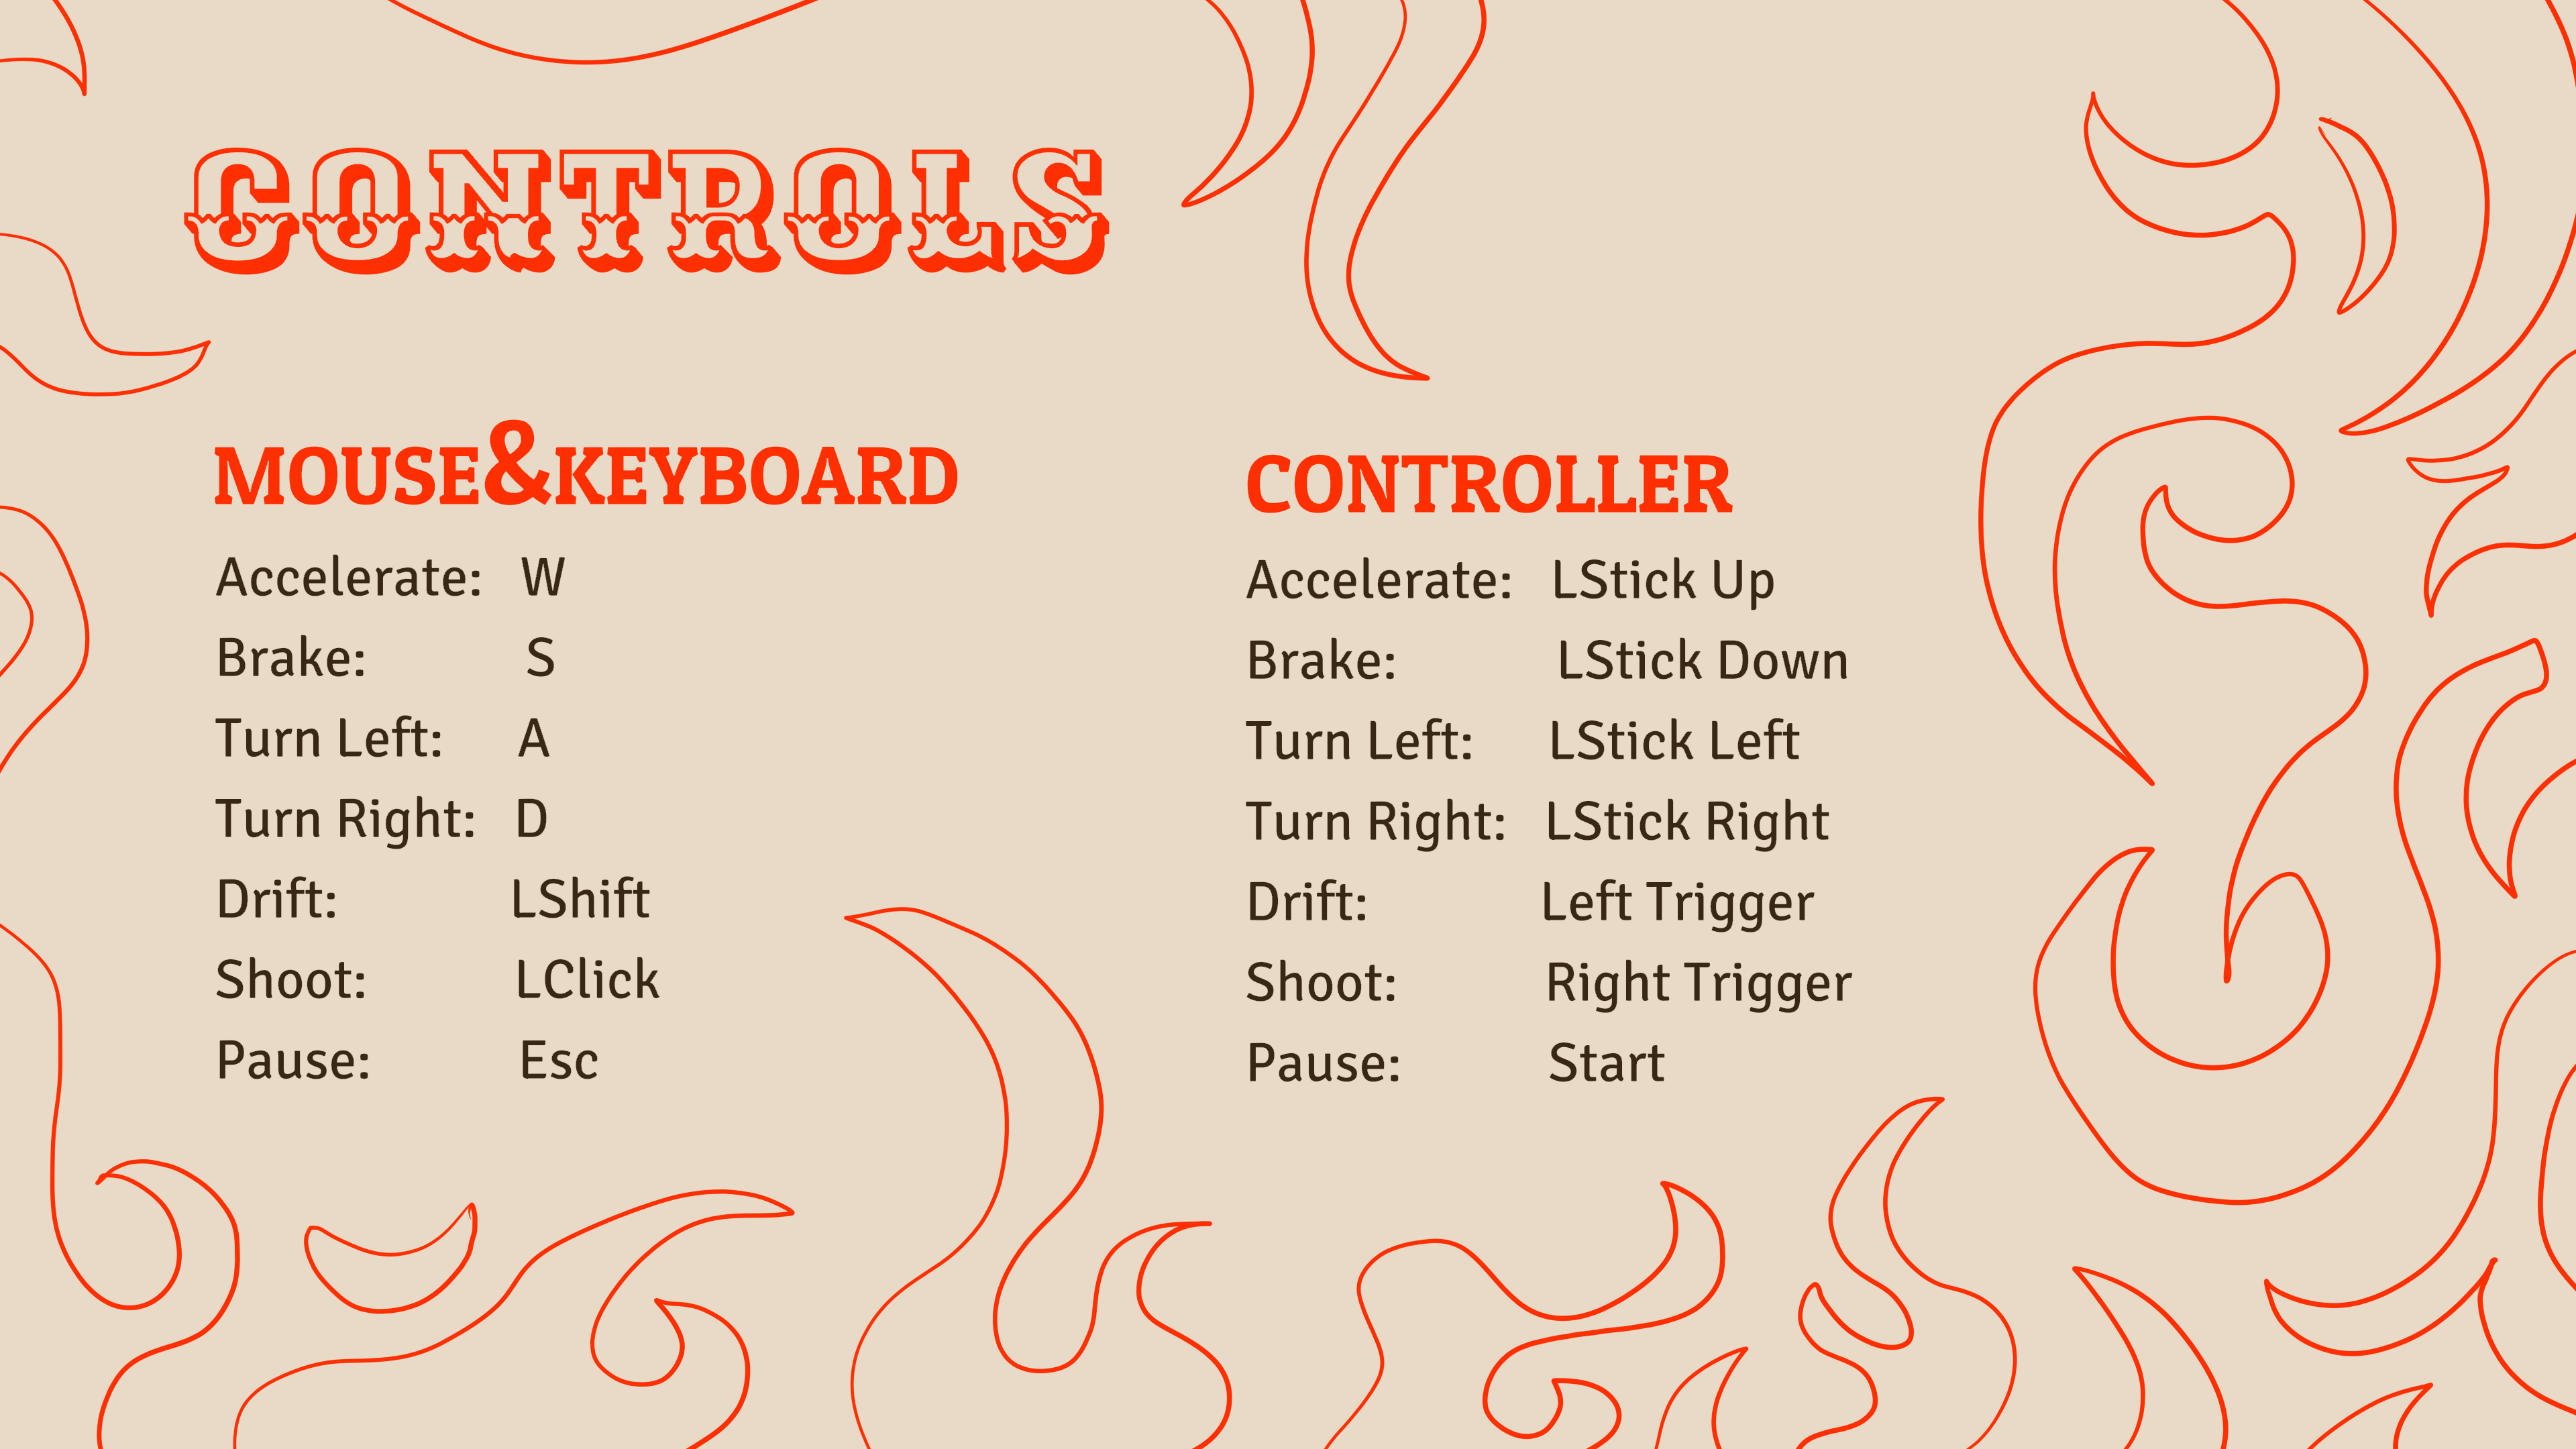 CONTROLS
MOUSE&KEYBOARD
Accelerate: W
Brake: S
Turn Left: A
Turn Right: D
Drift: LShift
Shoot: LClick
Pause: Esc
CONTROLLER
Accelerate: LStick Up
Brake: LStick Down
Turn Left: LStick Left
Turn Right: LStick Right
Drift: Left Trigger
Shoot: Right Trigger
Pause: Start